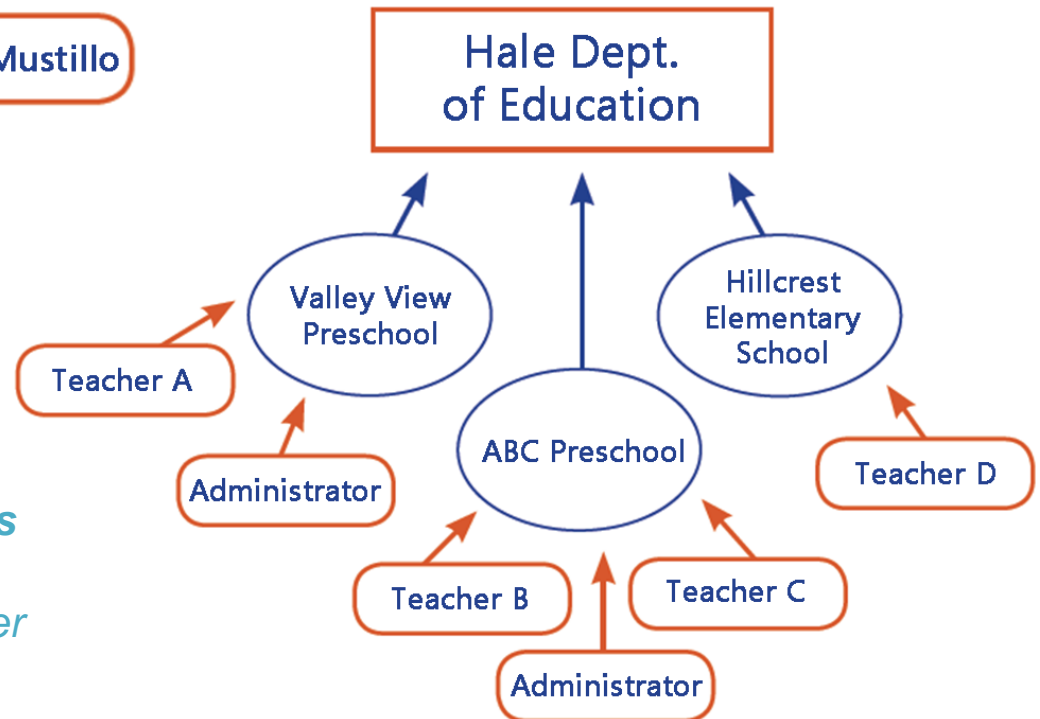 Mustillo
Hale Dept.
of Education
Valley View
Preschool
Hillcrest
Elementary
School
Teacher A
ABC Preschool
Teacher D
Administrator
Teacher B
Teacher C
Administrator